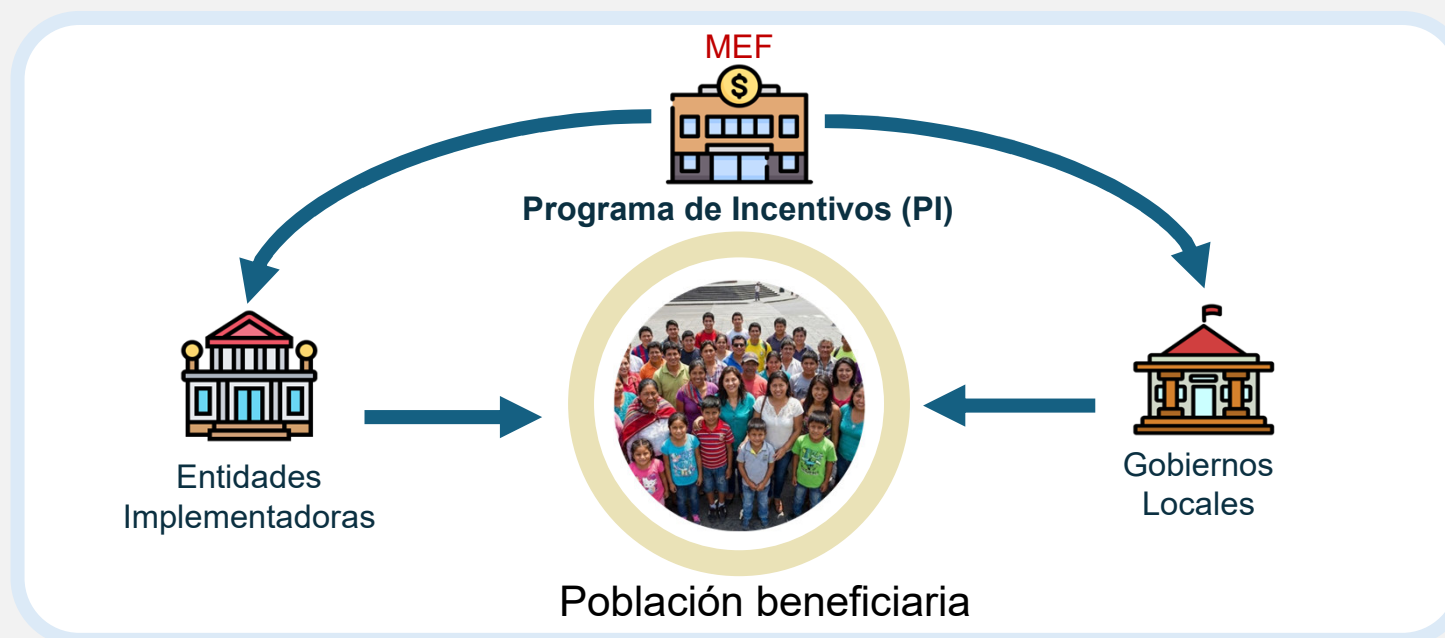 MEF
$
Programa de Incentivos (PI)
Entidades
Implementadoras
Gobiernos
Locales
Población beneficiaria